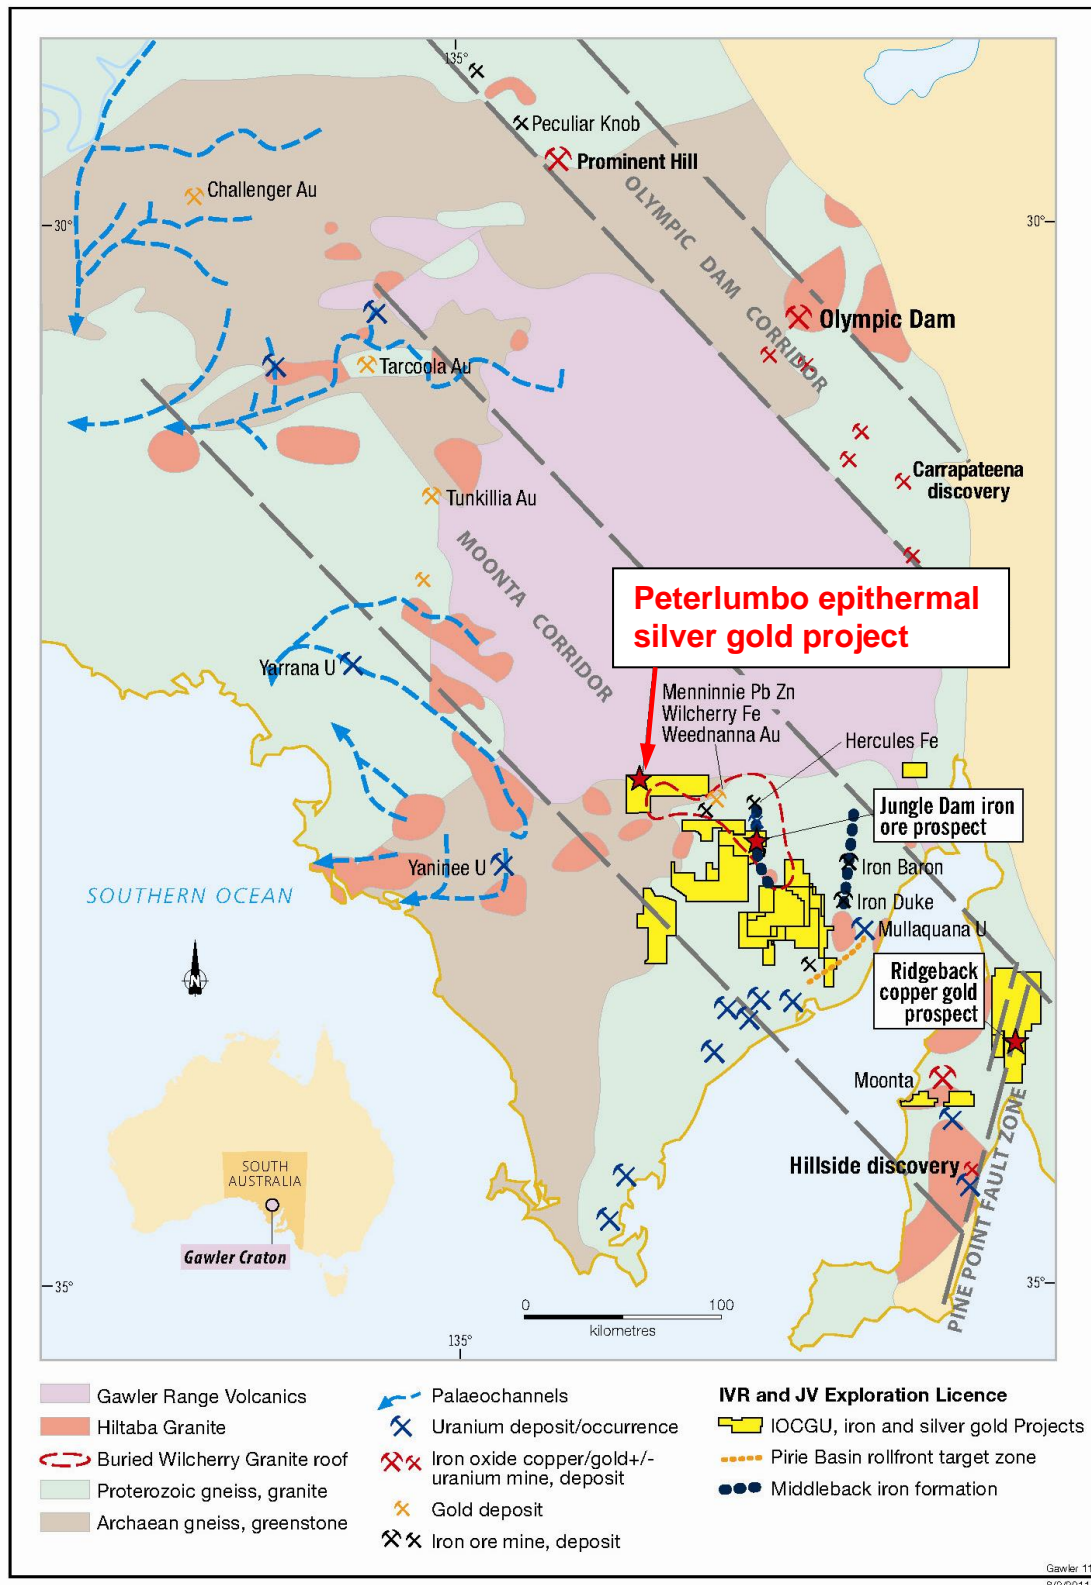 135°
Peculiar Knob
Prominent Hill
Challenger Au
OLYMPIC DAM CORRIDOR
30°
30°
Olympic Dam
Tarcoola Au
Carrapateena
discovery
Tunkillia Au
MOONTA CORRIDOR
Peterlumbo epithermal
silver gold project
Yarrana U
Menninnie Pb Zn
Wilcherry Fe
Weednanna Au
Hercules Fe
Jungle Dam iron
ore prospect
Yaninee U
Iron Baron
SOUTHERN OCEAN
Iron Duke
Mullaquana U
N
Ridgeback
copper gold
prospect
Moonta
Hillside discovery
PINE POINT FAULT ZONE
SOUTH
AUSTRALIA
Gawler Craton
35°
35°
0 100
kilometres
135°
Gawler Range Volcanics
Hiltaba Granite
Buried Wilcherry Granite roof
Proterozoic gneiss, granite
Archaean gneiss, greenstone
Palaeochannels
Uranium deposit/occurrence
Iron oxide copper/gold+/-
uranium mine, deposit
Gold deposit
Iron ore mine, deposit
IVR and JV Exploration Licence
IOCGU, iron and silver gold Projects
Pirie Basin rollfront target zone
Middleback iron formation
Gawler 11